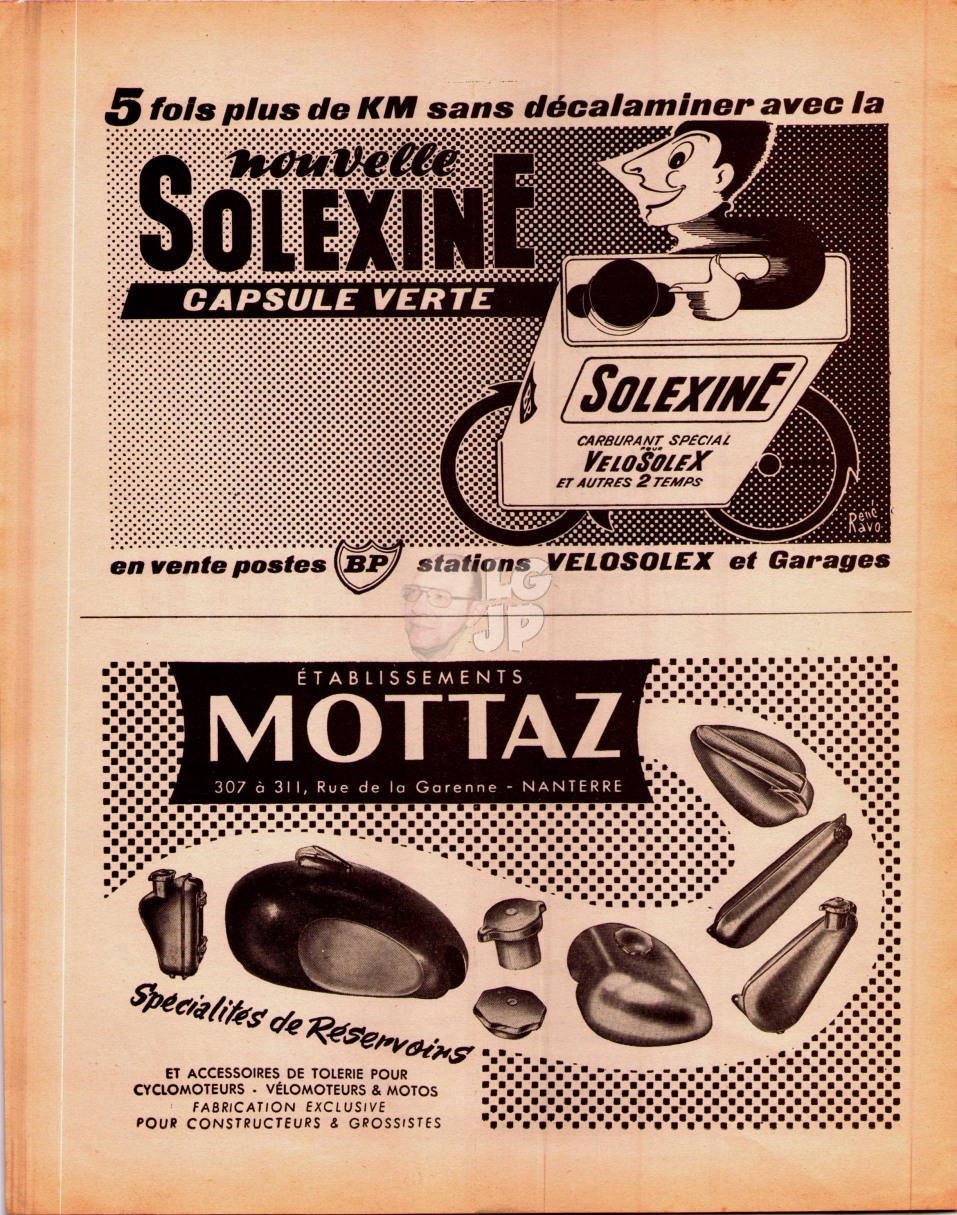 5 fois plus de KM sans décalaminer avec la
nouvelle
SOLEXINE
CAPSULE VERTE
SOLEXINE
CARBURANT SPECIAL
POUR
VELOSOLEX
ET AUTRES 2 TEMPS
René
Ravo
en vente postes BP stations VELOSOLEX et Garages
LG
JP
ÉTABLISSEMENTS
MOTTAZ
307 à 311, Rue de la Garenne - NANTERRE
Spécialités de Réservoirs
ET ACCESSOIRES DE TOLERIE POUR
CYCLOMOTEURS - VÉLOMOTEURS & MOTOS
FABRICATION EXCLUSIVE
POUR CONSTRUCTEURS & GROSSISTES